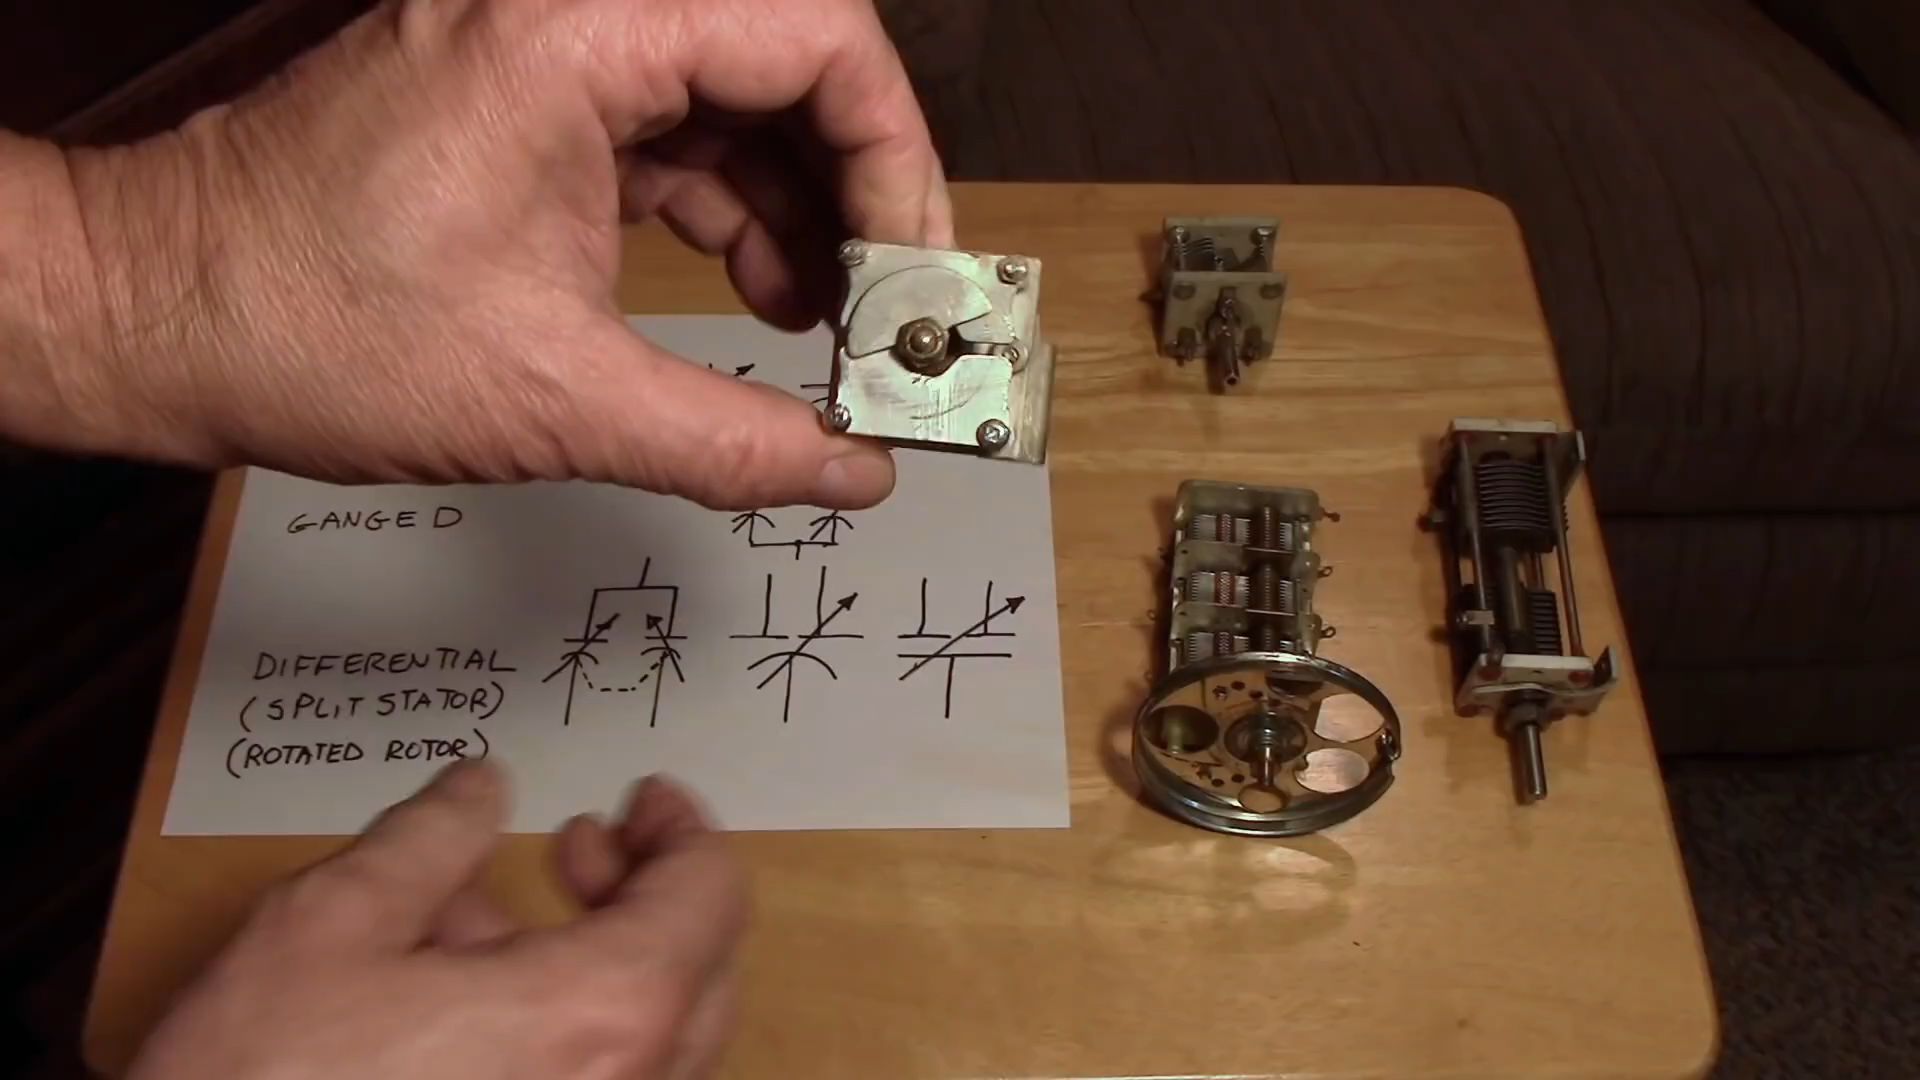 GANGED
DIFFERENTIAL
(SPLIT STATOR)
(ROTATED ROTOR)